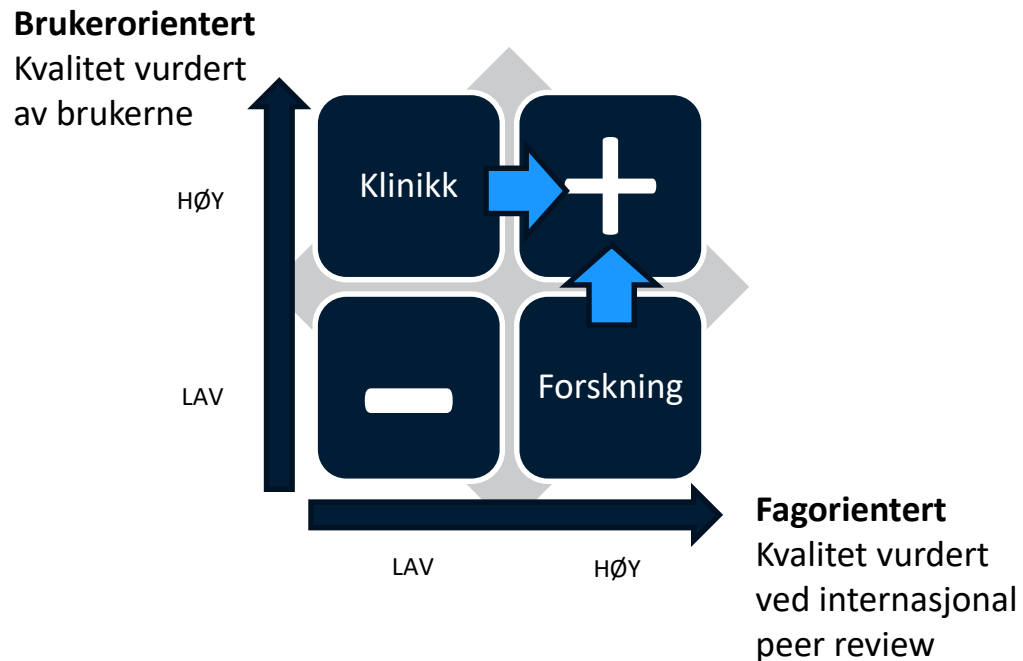 Brukerorientert
Kvalitet vurdert
av brukerne
HØY
Klinikk
LAV
Forskning
LAV
HØY
Fagorientert
Kvalitet vurdert
ved internasjonal
peer review